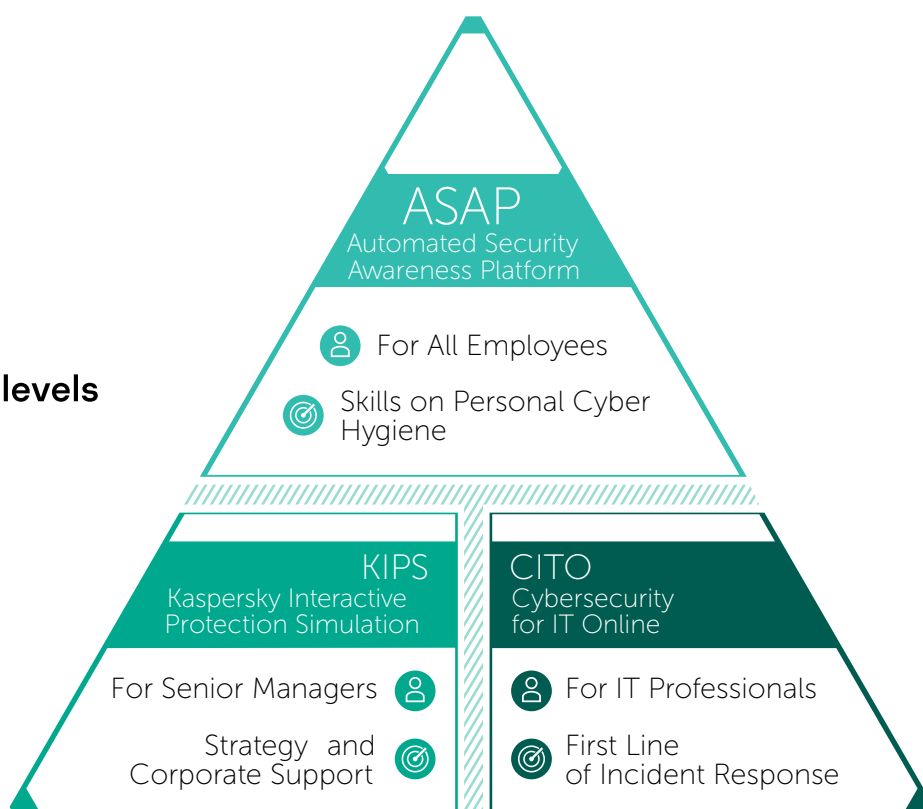 ASAP
Automated Security
Awareness Platform
For All Employees
Skills on Personal Cyber
Hygiene
levels
KIPS
Kaspersky Interactive
Protection Simulation
For Senior Managers
Strategy and
Corporate Support
CITO
Cybersecurity
for IT Online
For IT Professionals
First Line
of Incident Response